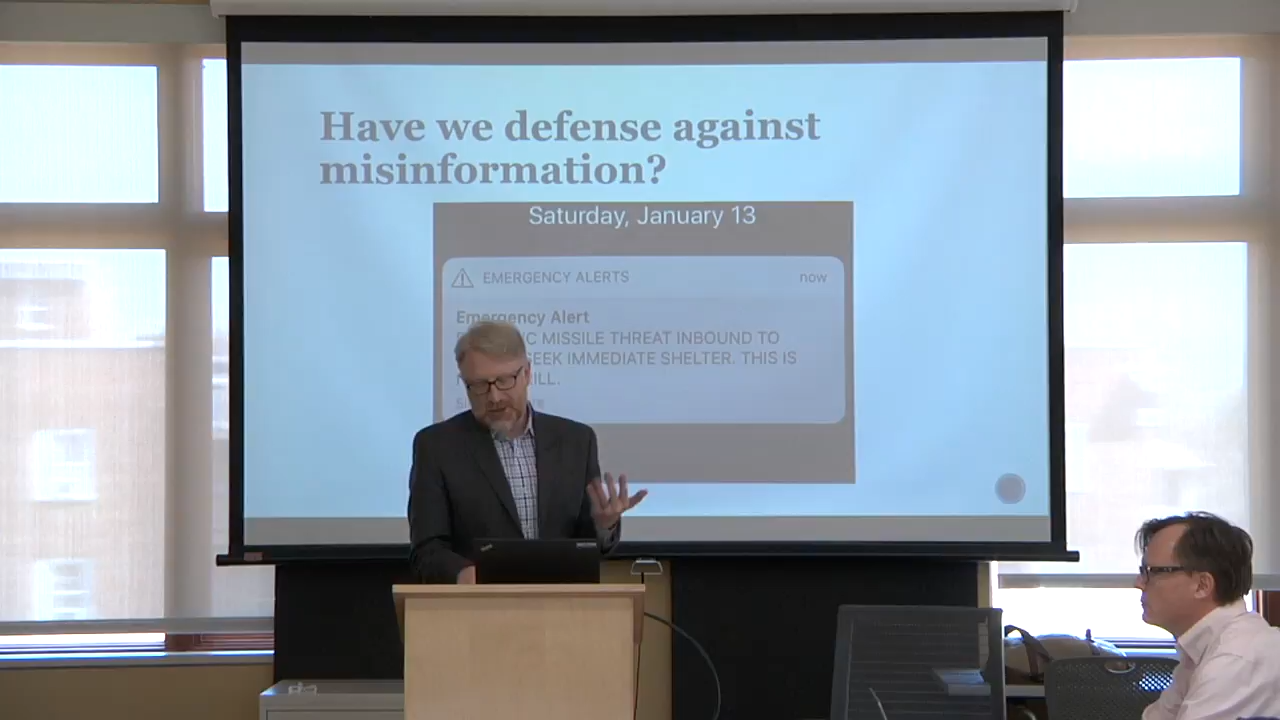 Have we defense against
misinformation?
Saturday, January 13
EMERGENCY ALERTS
now
Emergency Alert
MISSILE THREAT INBOUND TO
SEEK IMMEDIATE SHELTER. THIS IS